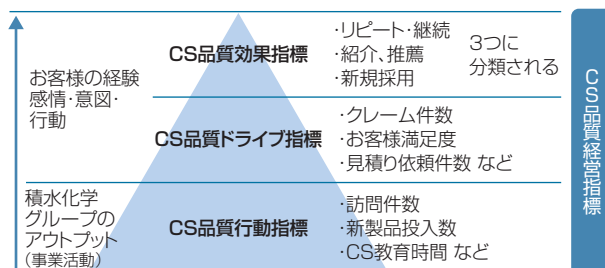 お客様の経験
感情・意図・
行動
CS品質効果指標
・リピート・継続
・紹介、推薦
・新規採用
3つに
分類される
CS品質ドライブ指標
・クレーム件数
・お客様満足度
・見積り依頼件数 など
積水化学
グループの
アウトプット
(事業活動)
CS品質行動指標
・訪問件数
・新製品投入数
・CS教育時間 など
CS品質経営指標